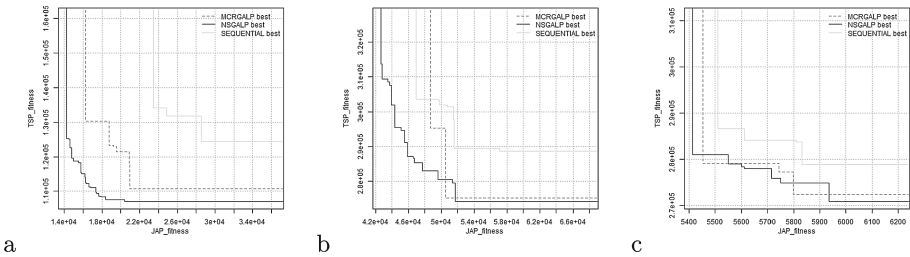 MCRGALP best
NSGALP best
SEQUENTIAL best
TSP_fitness
1.6e+05
1.5e+05
1.4e+05
1.3e+05
1.2e+05
1.1e+05
1.4e+04 1.8e+04 2.2e+04 2.6e+04 3e+04 3.4e+04
JAP_fitness
a
MCRGALP best
NSGALP best
SEQUENTIAL best
TSP_fitness
3.2e+05
3.1e+05
3e+05
2.9e+05
2.8e+05
4.2e+04 4.6e+04 5e+04 5.4e+04 5.8e+04 6.2e+04 6.6e+04
JAP_fitness
b
MCRGALP best
NSGALP best
SEQUENTIAL best
TSP_fitness
3.1e+05
3e+05
2.9e+05
2.8e+05
2.7e+05
5400 5500 5600 5700 5800 5900 6000 6100 6200
JAP_fitness
c